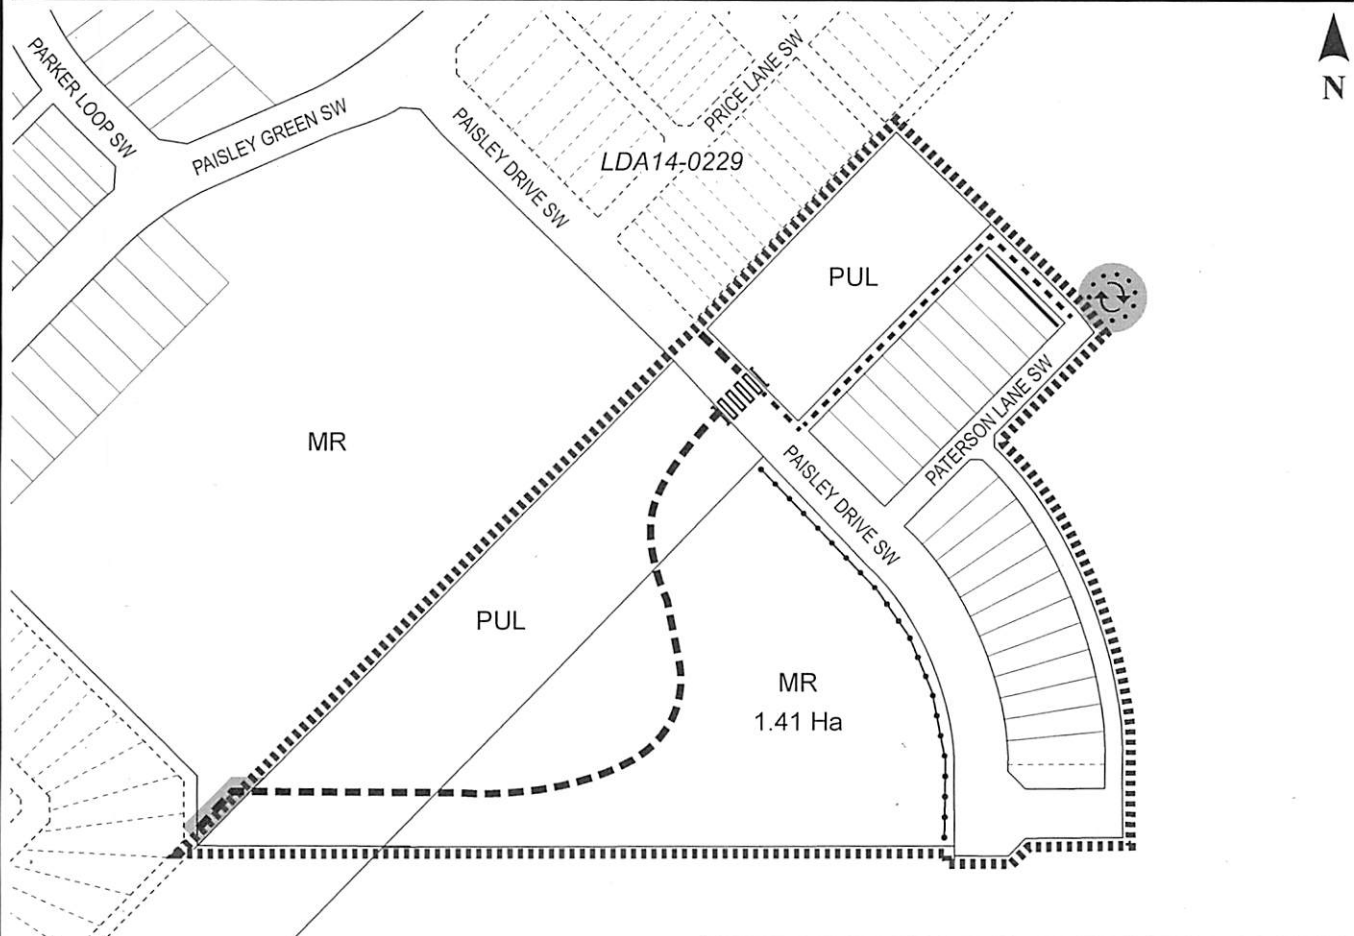 PARKER LOOP SW
PAISLEY GREEN SW
PAISLEY DRIVE SW
PRICE LANE SW
LDA14-0229
N
PUL
MR
PATERSON LANE SW
PAISLEY DRIVE SW
PUL
MR
1.41 Ha